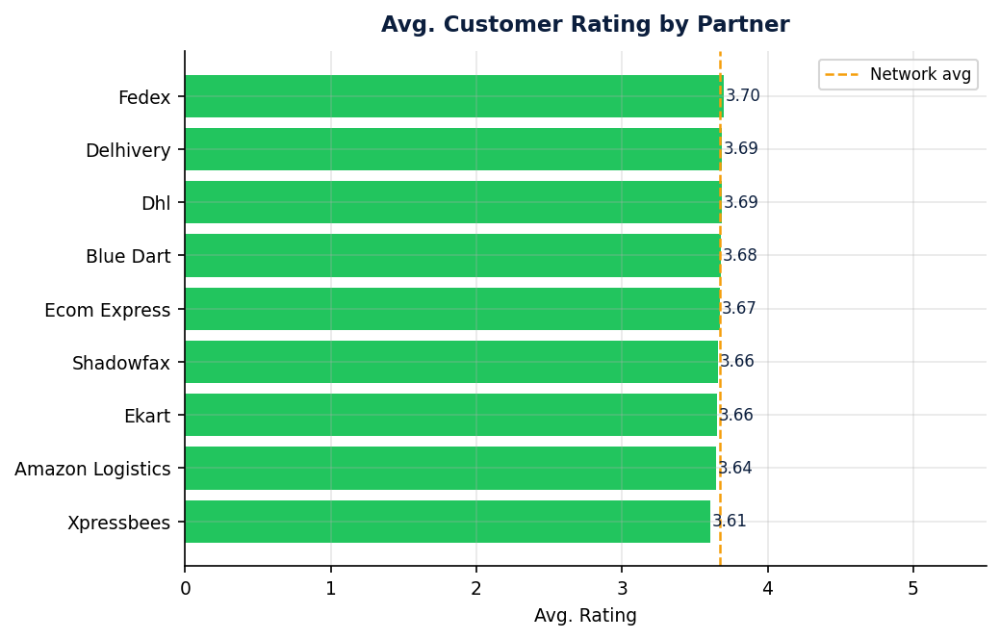 Avg. Customer Rating by Partner
Network avg
Fedex 3.70
Delhivery 3.69
Dhl 3.69
Blue Dart 3.68
Ecom Express 3.67
Shadowfax 3.66
Ekart 3.66
Amazon Logistics 3.64
Xpressbees 3.61
0 1 2 3 4 5
Avg. Rating